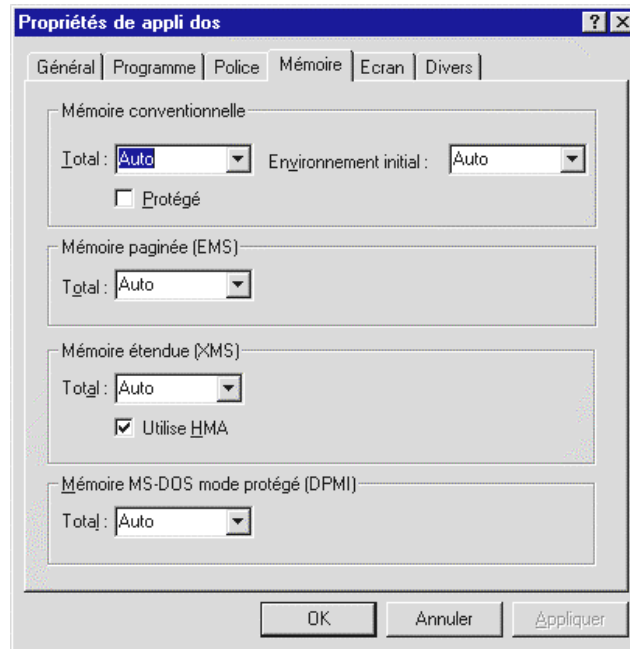 Propriétés de appli dos
Général Programme Police Mémoire Ecran Divers
Mémoire conventionnelle
Total : Auto Environnement initial : Auto
Protégé
Mémoire paginée (EMS)
Total : Auto
Mémoire étendue (XMS)
Total : Auto
Utilise HMA
Mémoire MS-DOS mode protégé (DPMI)
Total : Auto
OK Annuler Appliquer